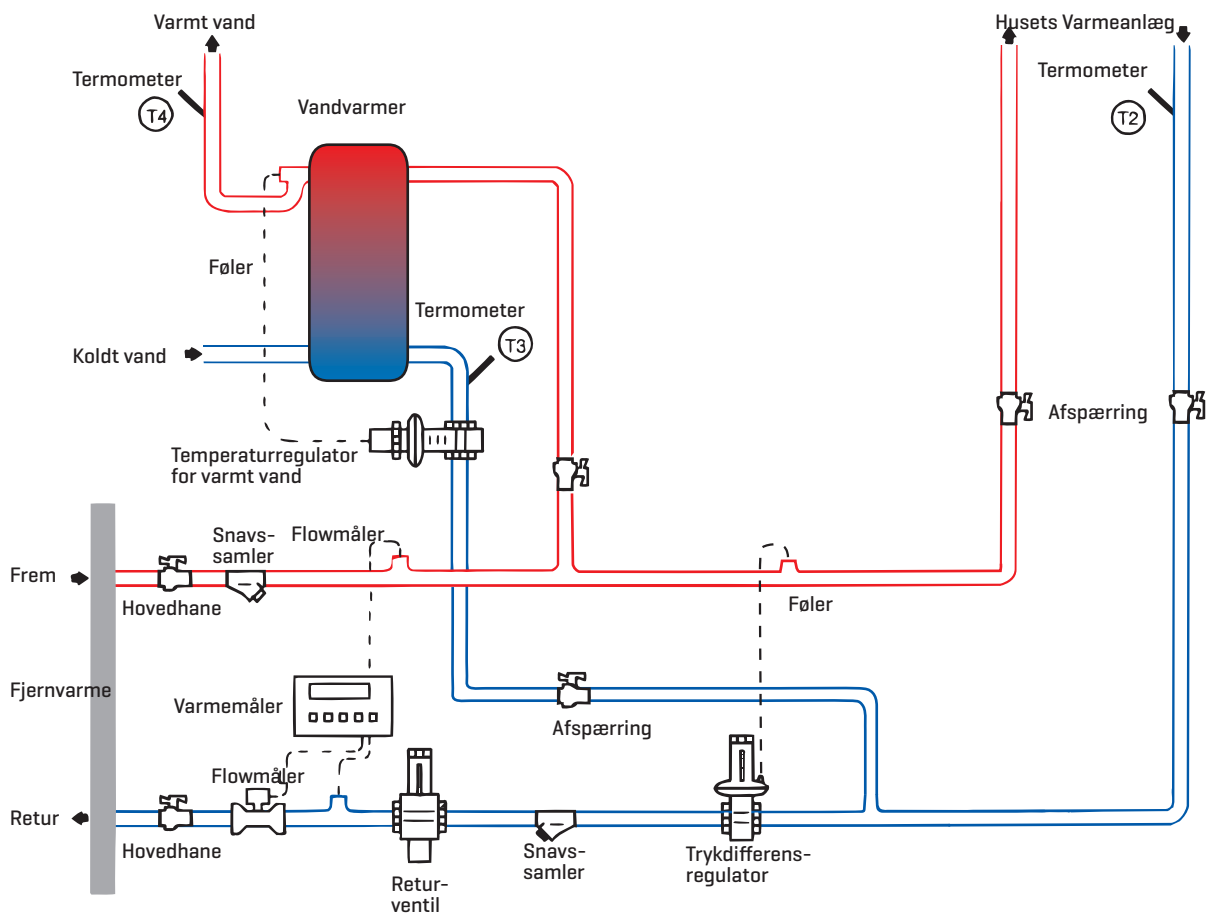 Varmt vand
Husets Varmeanlæg
Termometer
T4
Vandvarmer
Termometer
T2
Føler
Termometer
T3
Koldt vand
Afspærring
Temperaturregulator
for varmt vand
Snavs-
samler
Flowmåler
Frem
Hovedhane
Føler
Fjernvarme
Varmemåler
Afspærring
Flowmåler
Retur
Hovedhane
Retur-
ventil
Snavs-
samler
Trykdifferens-
regulator